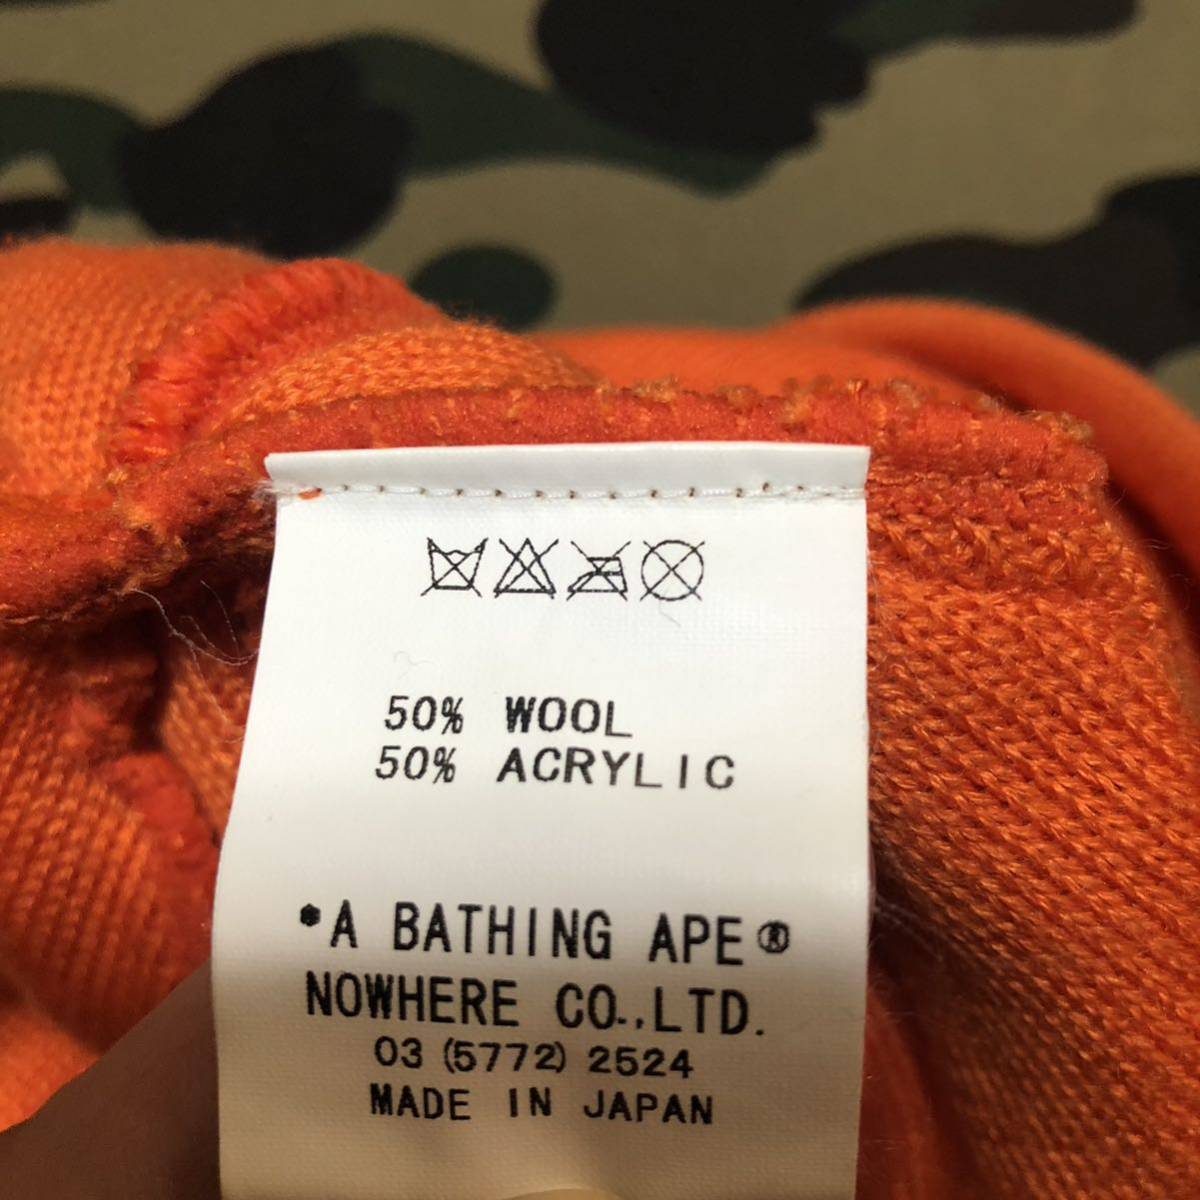 50% WOOL
50% ACRYLIC
*A BATHING APE®
NOWHERE CO.,LTD.
03 (5772) 2524
MADE IN JAPAN